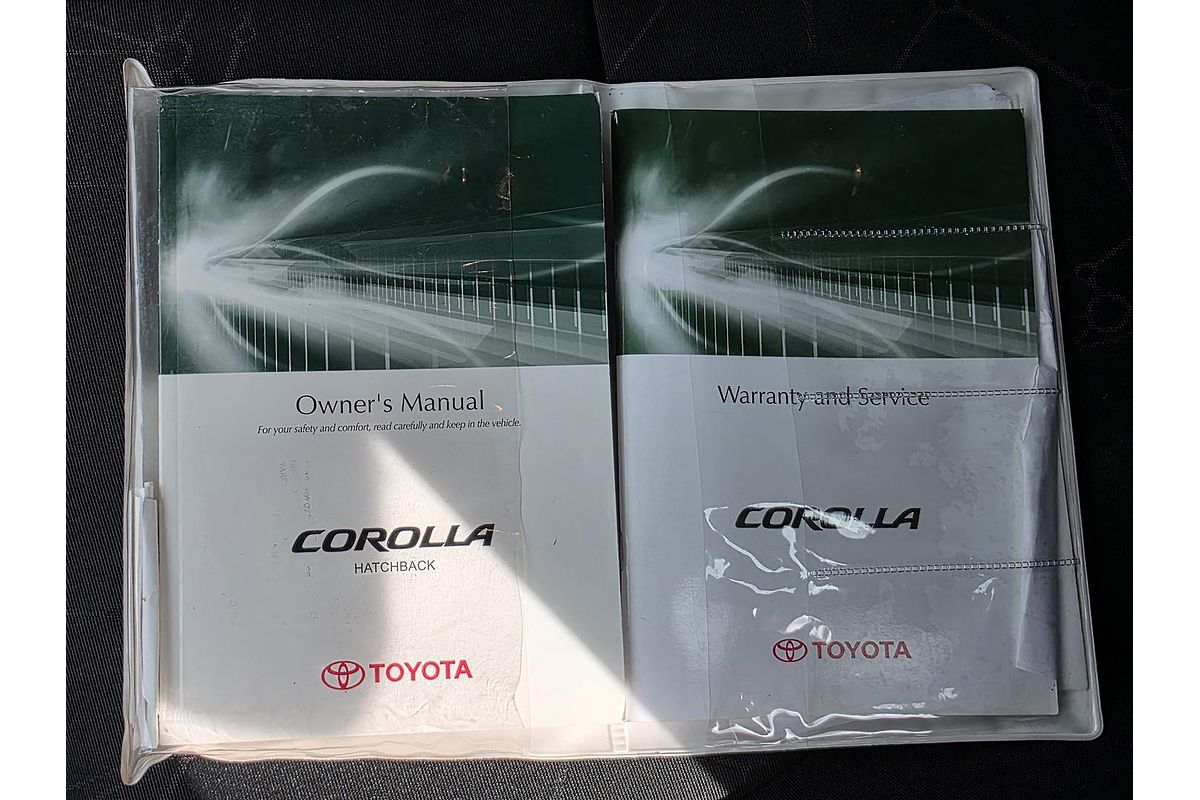 Owner's Manual
For your safety and comfort, read carefully and keep in the vehicle.
COROLLA
HATCHBACK
TOYOTA
Warranty and Service
COROLLA
TOYOTA